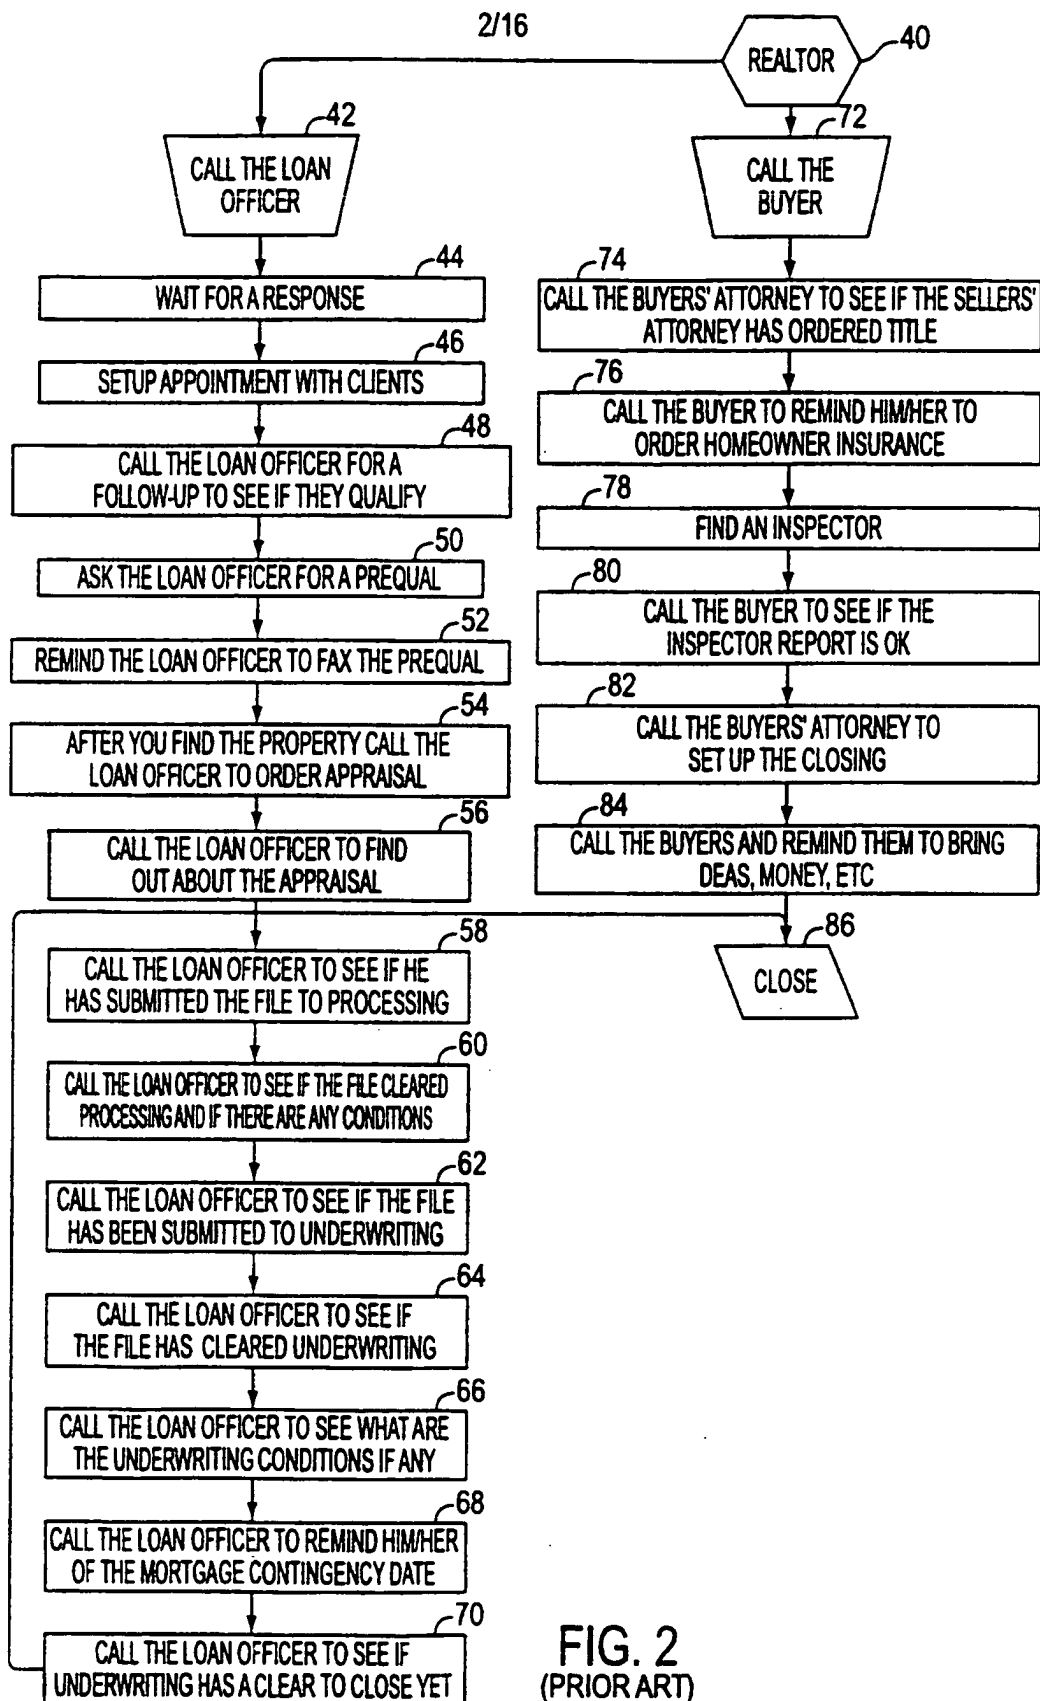 2/16
REALTOR
40
42
CALL THE LOAN
OFFICER
44
WAIT FOR A RESPONSE
46
SETUP APPOINTMENT WITH CLIENTS
48
CALL THE LOAN OFFICER FOR A
FOLLOW-UP TO SEE IF THEY QUALIFY
50
ASK THE LOAN OFFICER FOR A PREQUAL
52
REMIND THE LOAN OFFICER TO FAX THE PREQUAL
54
AFTER YOU FIND THE PROPERTY CALL THE
LOAN OFFICER TO ORDER APPRAISAL
56
CALL THE LOAN OFFICER TO FIND
OUT ABOUT THE APPRAISAL
58
CALL THE LOAN OFFICER TO SEE IF HE
HAS SUBMITTED THE FILE TO PROCESSING
60
CALL THE LOAN OFFICER TO SEE IF THE FILE CLEARED
PROCESSING AND IF THERE ARE ANY CONDITIONS
62
CALL THE LOAN OFFICER TO SEE IF THE FILE
HAS BEEN SUBMITTED TO UNDERWRITING
64
CALL THE LOAN OFFICER TO SEE IF
THE FILE HAS CLEARED UNDERWRITING
66
CALL THE LOAN OFFICER TO SEE WHAT ARE
THE UNDERWRITING CONDITIONS IF ANY
68
CALL THE LOAN OFFICER TO REMIND HIM/HER
OF THE MORTGAGE CONTINGENCY DATE
70
CALL THE LOAN OFFICER TO SEE IF
UNDERWRITING HAS A CLEAR TO CLOSE YET
72
CALL THE
BUYER
74
CALL THE BUYERS' ATTORNEY TO SEE IF THE SELLERS'
ATTORNEY HAS ORDERED TITLE
76
CALL THE BUYER TO REMIND HIM/HER TO
ORDER HOMEOWNER INSURANCE
78
FIND AN INSPECTOR
80
CALL THE BUYER TO SEE IF THE
INSPECTOR REPORT IS OK
82
CALL THE BUYERS' ATTORNEY TO
SET UP THE CLOSING
84
CALL THE BUYERS AND REMIND THEM TO BRING
DEAS, MONEY, ETC
86
CLOSE
FIG. 2
(PRIOR ART)